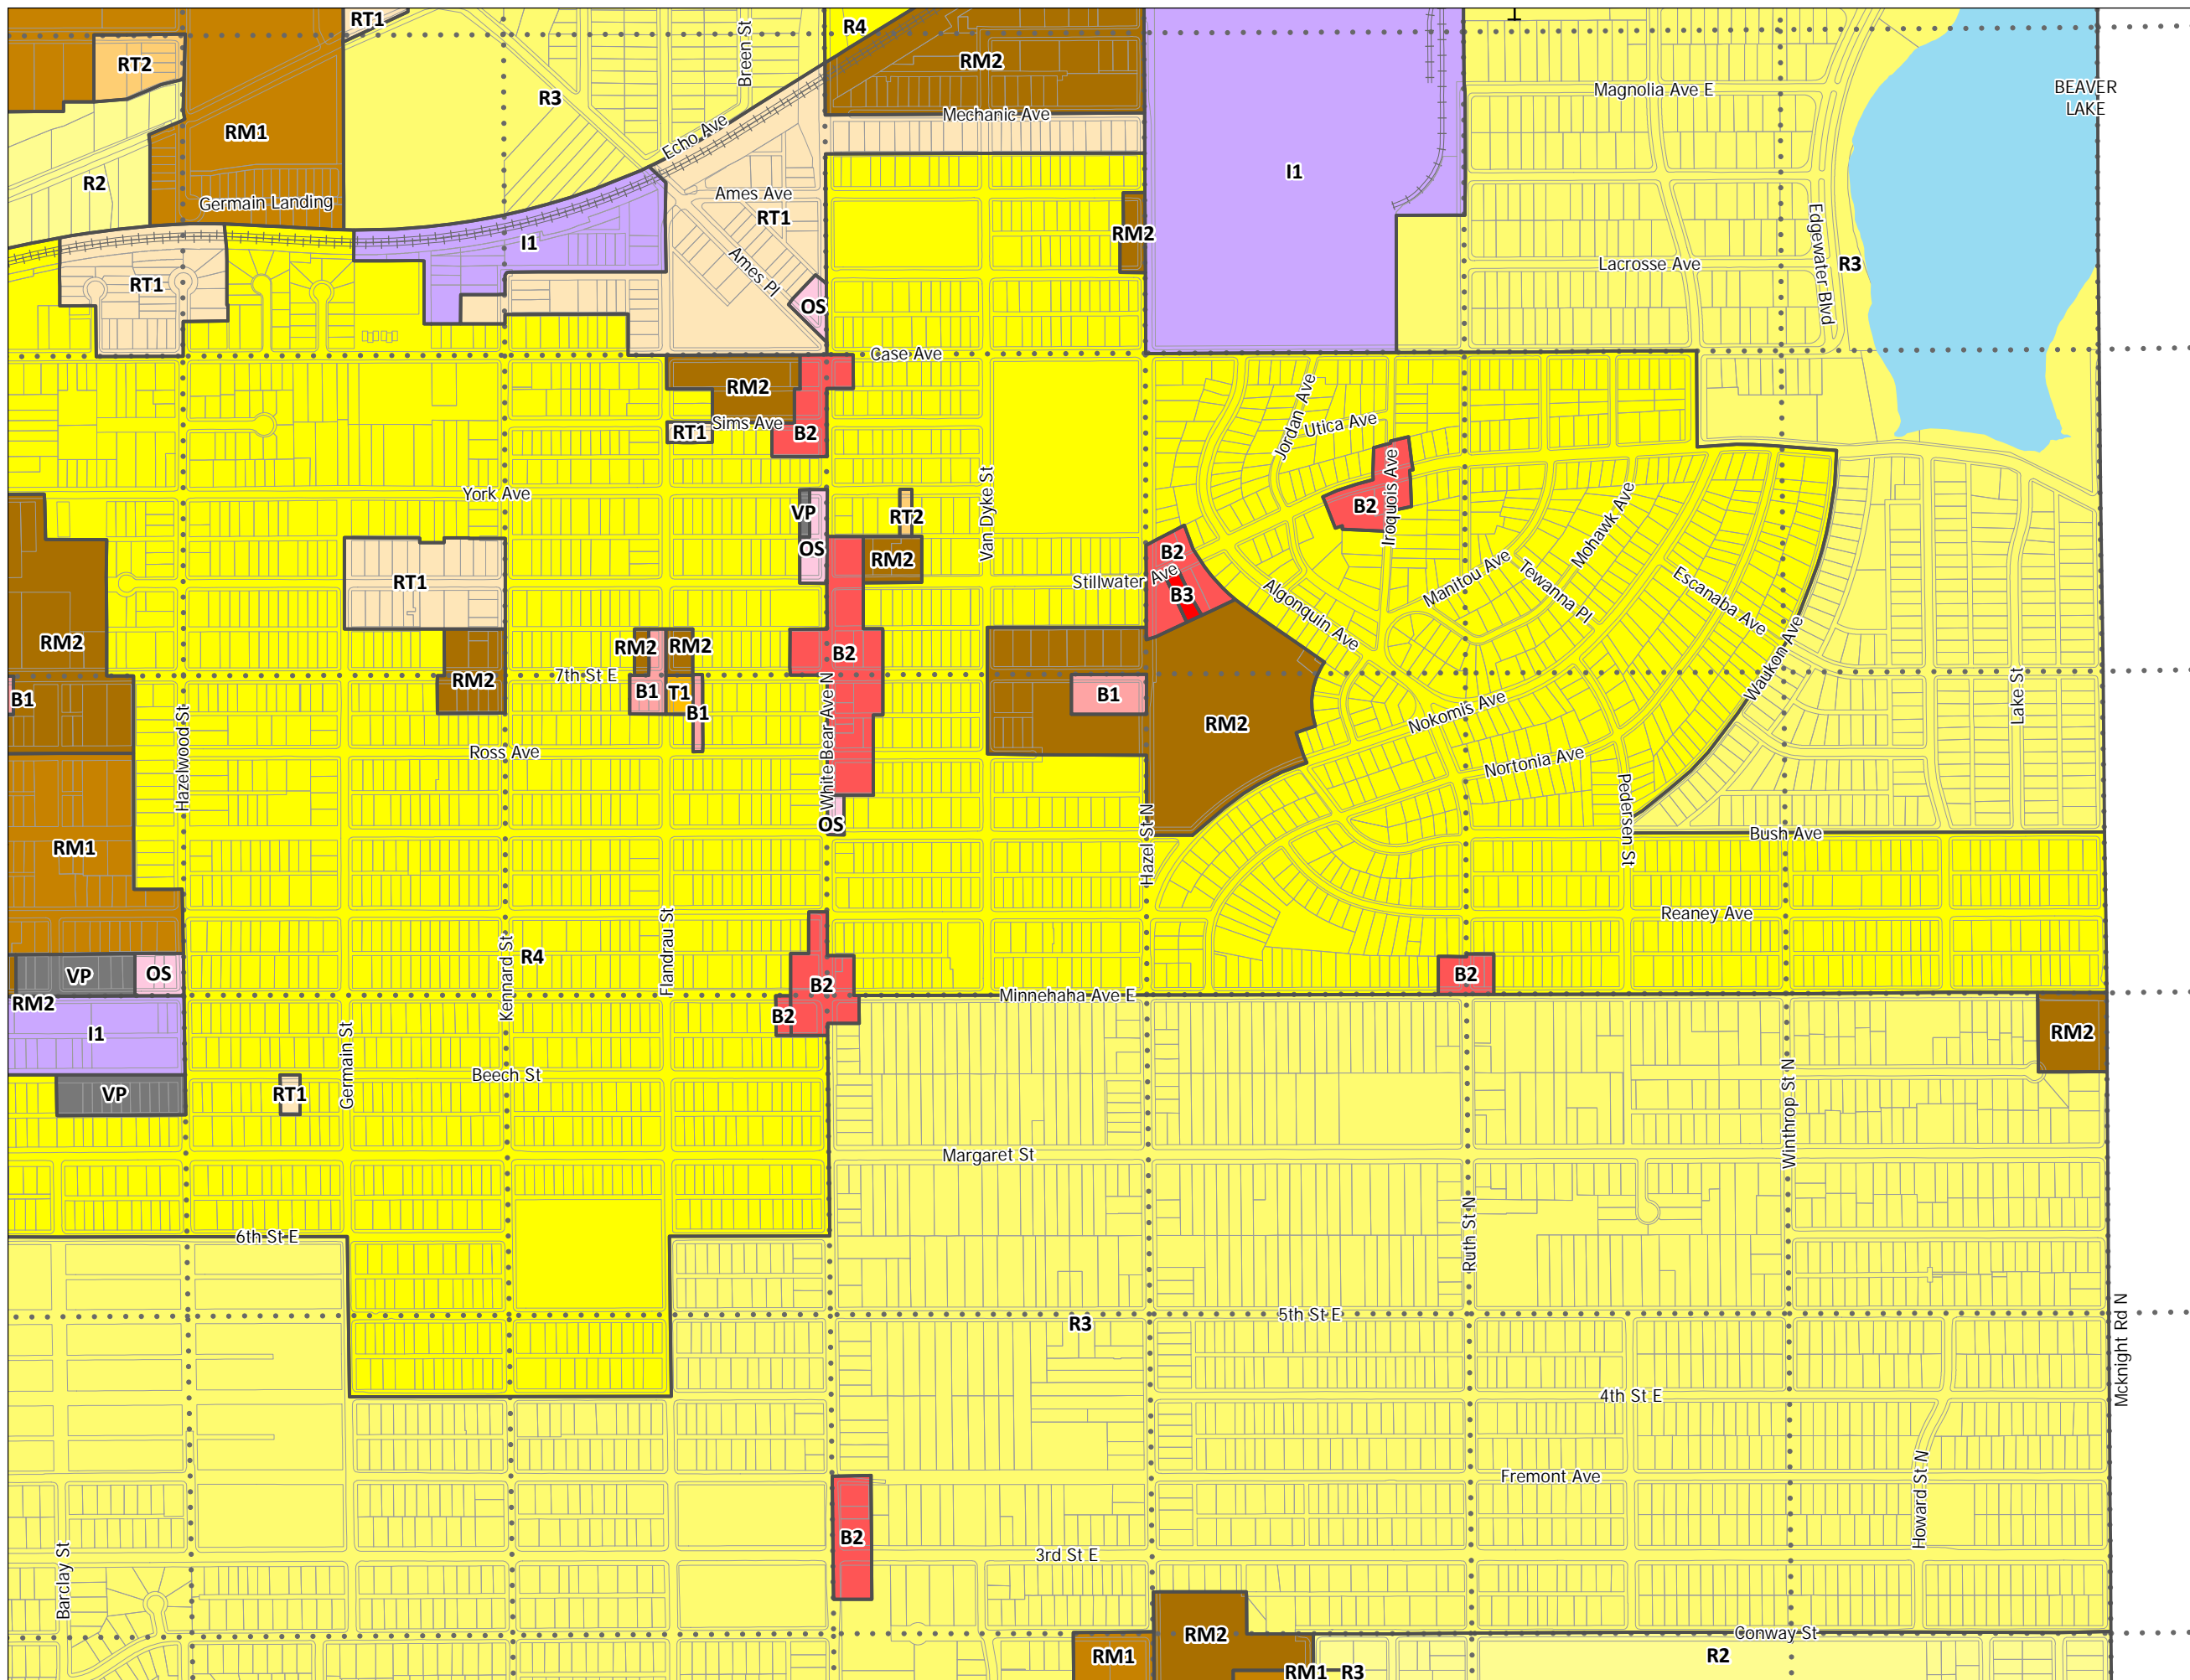 RT1
R4
RT2
Breen St
RM2
Magnolia Ave E
BEAVER
LAKE
R3
Mechanic Ave
RM1
Echo Ave
R2
I1
Ames Ave
Germain Landing
RT1
RM2
I1
Edgewater Blvd
Lacrosse Ave
R3
Ames Pl
RT1
OS
Case Ave
RM2
Jordan Ave
Sims Ave
RT1
B2
Utica Ave
York Ave
VP
RT2
Van Dyke St
B2
Iroquois Ave
Mohawk Ave
OS
RM2
B2
Stillwater Ave
B3
RT1
Manitou Ave
Tewanna Pl
Escanaba Ave
Algonquin Ave
RM2
RM2
RM2
B2
Waukon Ave
7th St E
RM2
B1
T1
B1
B1
B1
RM2
Nokomis Ave
Lake St
Hazelwood St
White Bear Ave N
Ross Ave
Nortonia Ave
Pedersen St
OS
Bush Ave
RM1
Hazel St N
Reaney Ave
Flandrau St
Kennard St
R4
VP
OS
B2
B2
RM2
Minnehaha Ave E
B2
I1
RM2
Germain St
Beech St
VP
RT1
Winthrop St N
Margaret St
6th St E
Ruth St N
5th St E
R3
Mcknight Rd N
4th St E
Fremont Ave
Howard St N
B2
3rd St E
Barclay St
RM2
Conway St
RM1
R2
RM1
R3